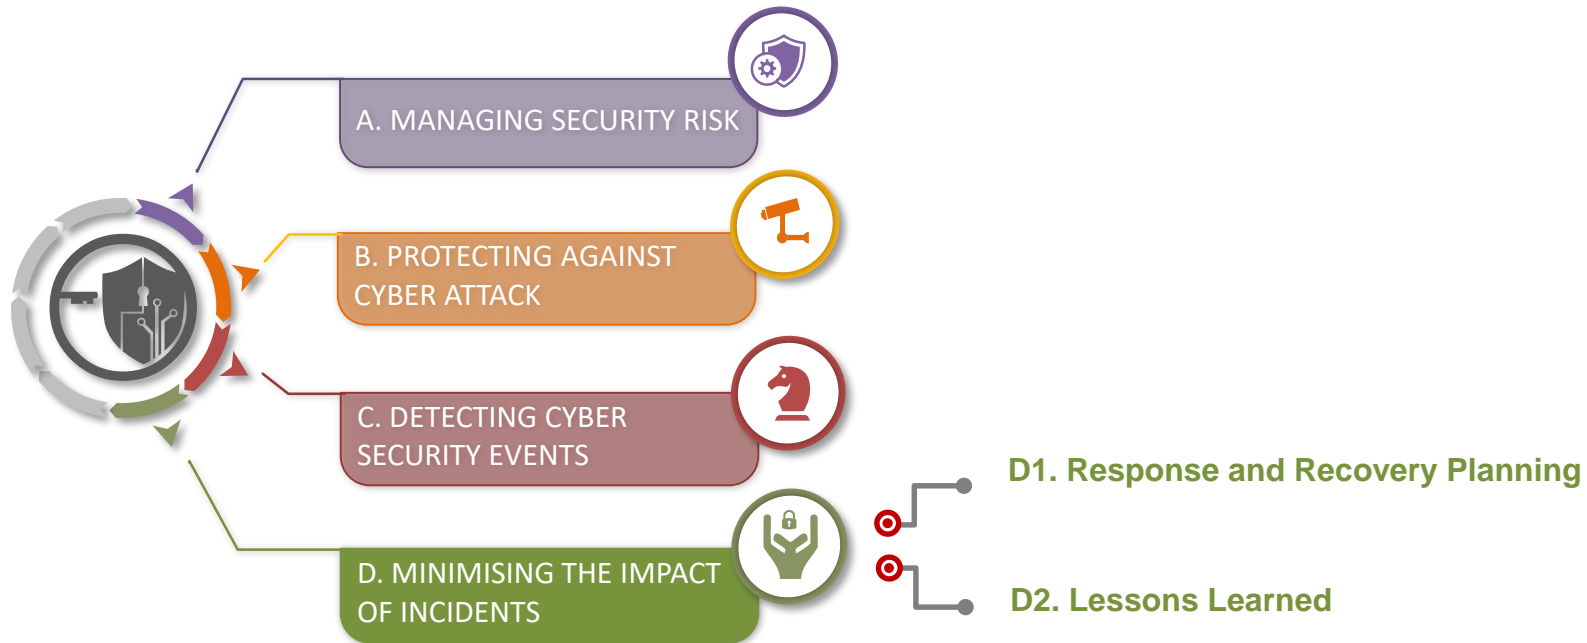 A. MANAGING SECURITY RISK
B. PROTECTING AGAINST
CYBER ATTACK
C. DETECTING CYBER
SECURITY EVENTS
D. MINIMISING THE IMPACT
OF INCIDENTS
D1. Response and Recovery Planning
D2. Lessons Learned